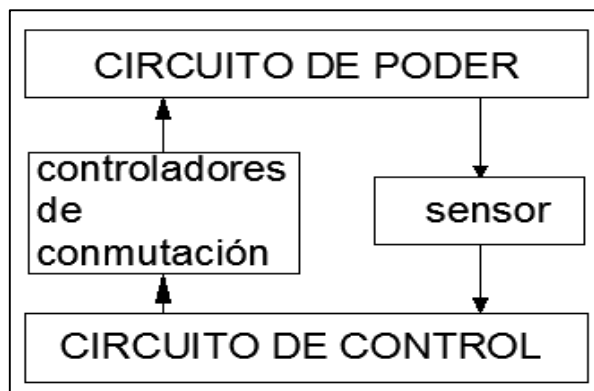 CIRCUITO DE PODER
controladores
de
conmutación
sensor
CIRCUITO DE CONTROL